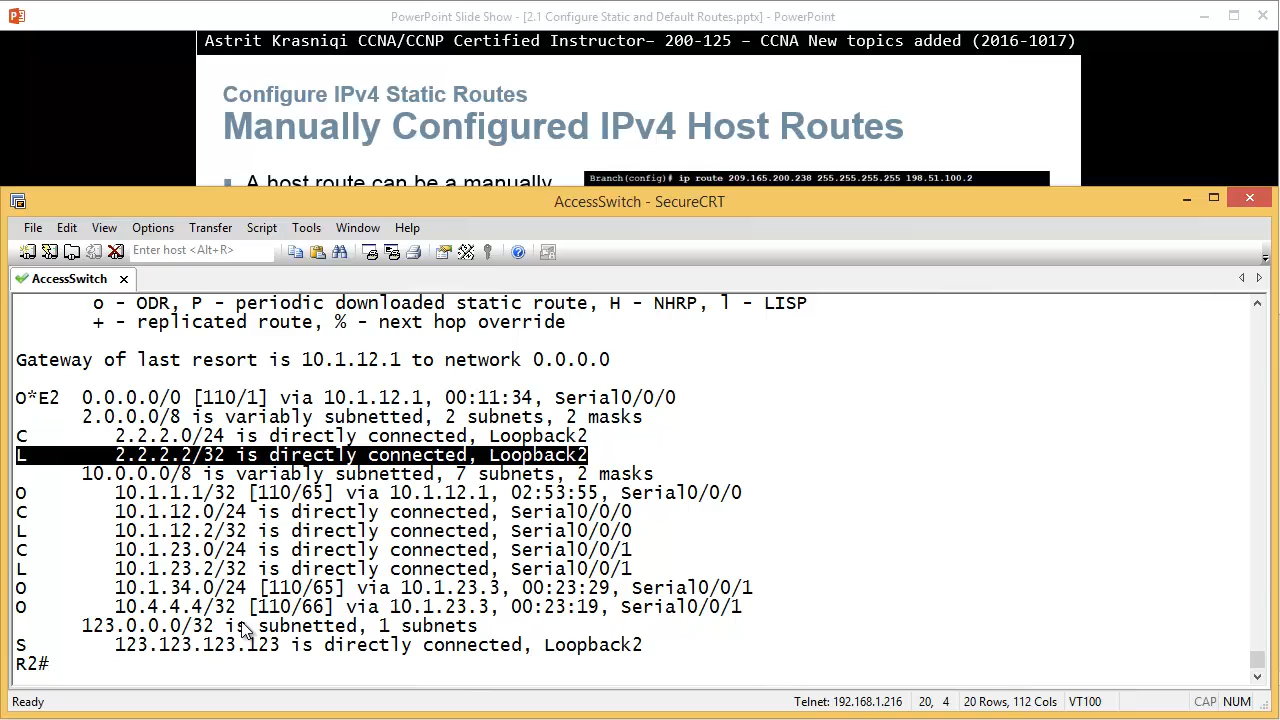 PowerPoint Slide Show - [2.1 Configure Static and Default Routes.pptx] - PowerPoint
Astrit Krasniqi CCNA/CCNP Certified Instructor– 200-125 – CCNA New topics added (2016-1017)
Configure IPv4 Static Routes
Manually Configured IPv4 Host Routes
A host route can be a manually
Branch(config)# ip route 209.165.200.238 255.255.255.255 198.51.100.2
AccessSwitch - SecureCRT
File Edit View Options Transfer Script Tools Window Help
Enter host <Alt+R>
AccessSwitch
o - ODR, P - periodic downloaded static route, H - NHRP, l - LISP
+ - replicated route, % - next hop override
Gateway of last resort is 10.1.12.1 to network 0.0.0.0
O*E2 0.0.0.0/0 [110/1] via 10.1.12.1, 00:11:34, Serial0/0/0
2.0.0.0/8 is variably subnetted, 2 subnets, 2 masks
C 2.2.2.0/24 is directly connected, Loopback2
L 2.2.2.2/32 is directly connected, Loopback2
10.0.0.0/8 is variably subnetted, 7 subnets, 2 masks
O 10.1.1.1/32 [110/65] via 10.1.12.1, 02:53:55, Serial0/0/0
C 10.1.12.0/24 is directly connected, Serial0/0/0
L 10.1.12.2/32 is directly connected, Serial0/0/0
C 10.1.23.0/24 is directly connected, Serial0/0/1
L 10.1.23.2/32 is directly connected, Serial0/0/1
O 10.1.34.0/24 [110/65] via 10.1.23.3, 00:23:29, Serial0/0/1
O 10.4.4.4/32 [110/66] via 10.1.23.3, 00:23:19, Serial0/0/1
123.0.0.0/32 is subnetted, 1 subnets
S 123.123.123.123 is directly connected, Loopback2
R2#
Ready Telnet: 192.168.1.216 20, 4 20 Rows, 112 Cols VT100 CAP NUM